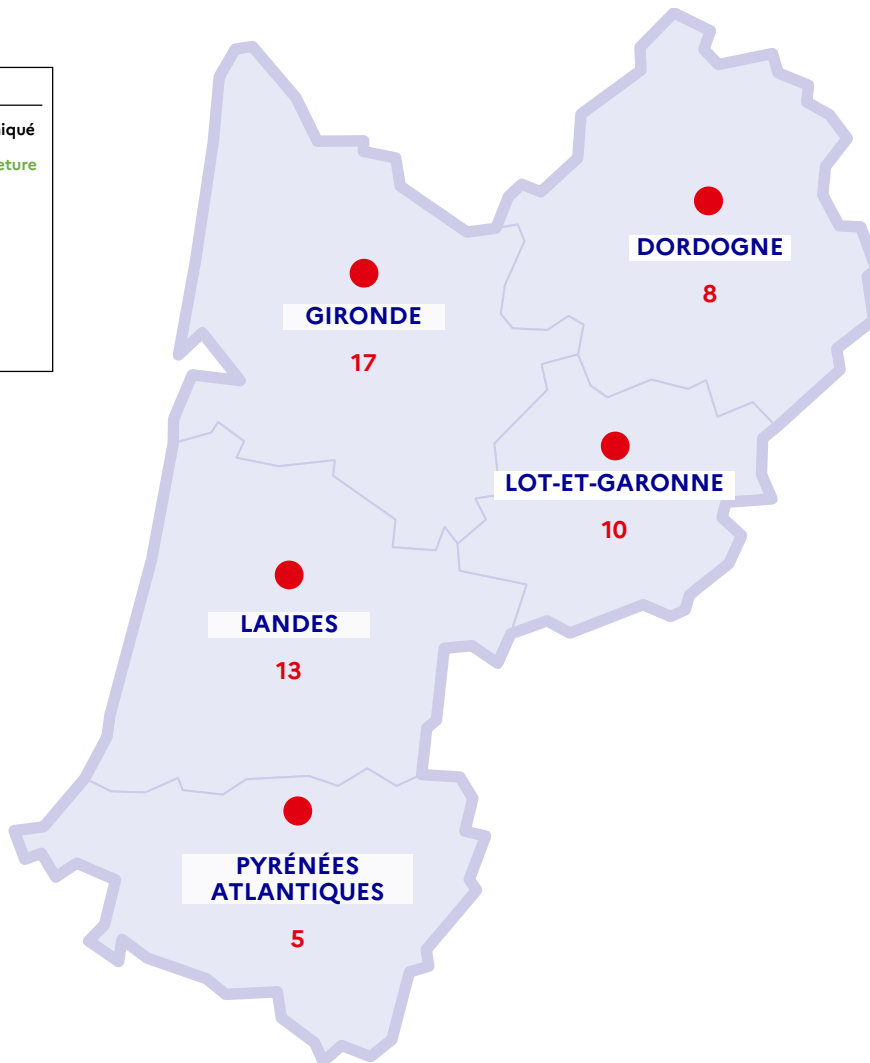 DORDOGNE
8
GIRONDE
17
LOT-ET-GARONNE
10
LANDES
13
PYRÉNÉES
ATLANTIQUES
5